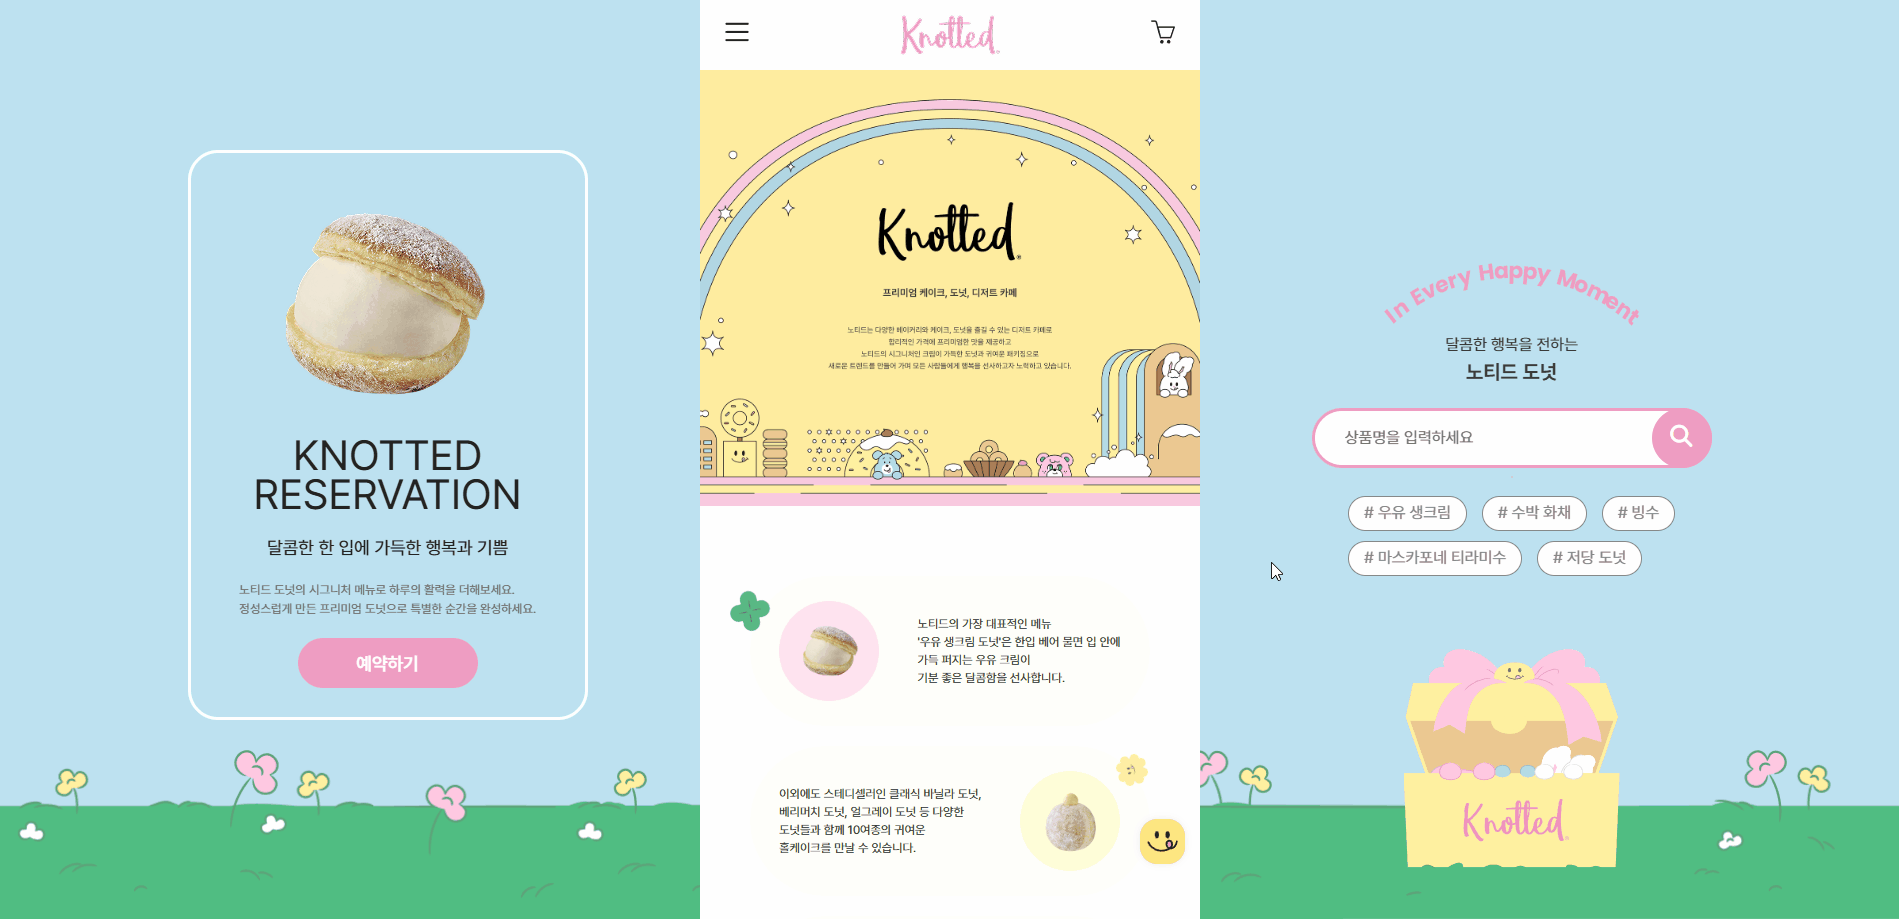 KNOTTED
RESERVATION
달콤한 한 입에 가득한 행복과 기쁨
노티드 도넛의 시그니처 메뉴로 하루의 활력을 더해보세요.
정성스럽게 만든 프리미엄 도넛으로 특별한 순간을 완성하세요.
예약하기
Knotted
Knotted
프리미엄 케이크, 도넛, 디저트 카페
노티드는 다양한 베이커리와 케이크, 도넛을 즐길 수 있는 디저트 카페로
합리적인 가격에 프리미엄한 맛을 제공하고
노티드의 시그니처인 크림이 가득한 도넛과 귀여운 패키징으로
새로운 트렌드를 만들어 가며 모든 사람들에게 행복을 선사하고자 노력하고 있습니다.
노티드의 가장 대표적인 메뉴
'우유 생크림 도넛'은 한입 베어 물면 입 안에
가득 퍼지는 우유 크림이
기분 좋은 달콤함을 선사합니다.
이외에도 스테디셀러인 클래식 바닐라 도넛,
베리머치 도넛, 얼그레이 도넛 등 다양한
도넛들과 함께 10여종의 귀여운
홀케이크를 만날 수 있습니다.
In Every Happy Moment
달콤한 행복을 전하는
노티드 도넛
상품명을 입력하세요
# 우유 생크림
# 수박 화채
# 빙수
# 마스카포네 티라미수
# 저당 도넛
Knotted